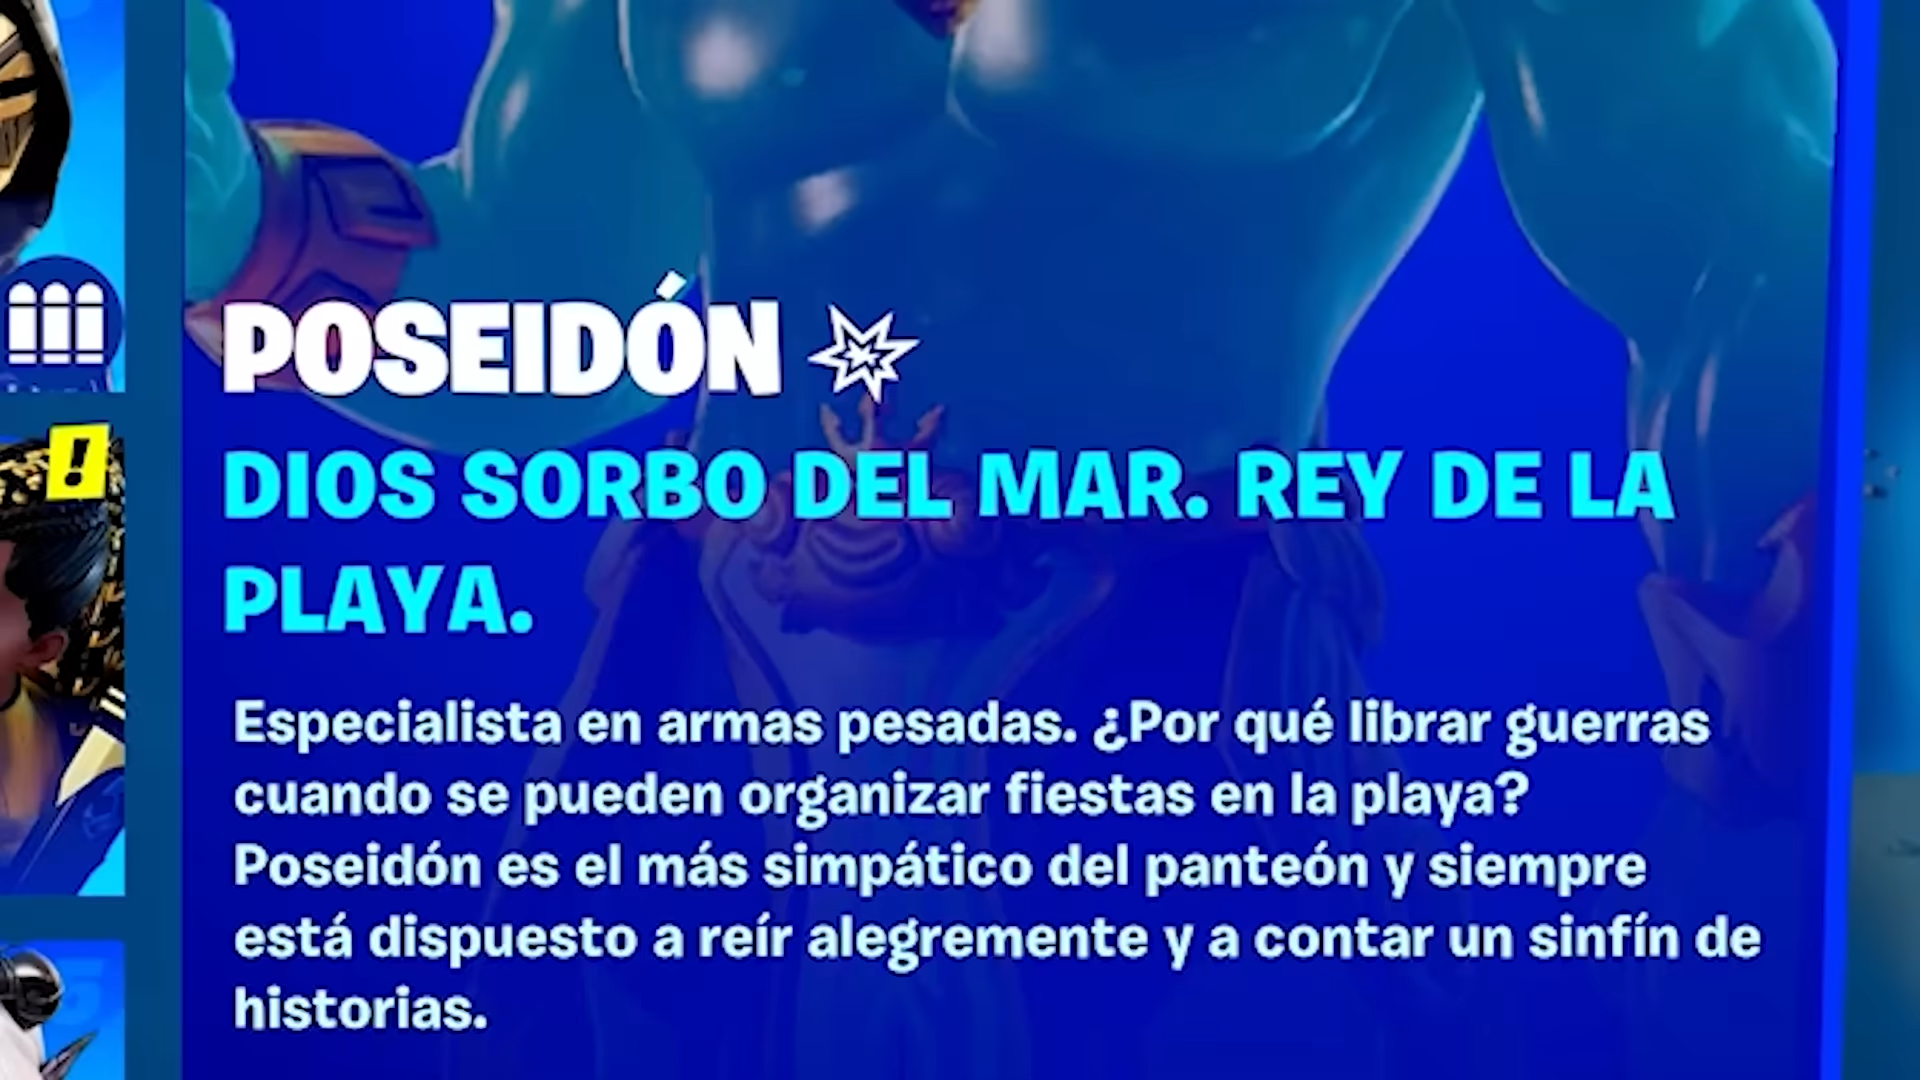 POSEIDÓN
DIOS SORBO DEL MAR. REY DE LA
PLAYA.
Especialista en armas pesadas. ¿Por qué librar guerras
cuando se pueden organizar fiestas en la playa?
Poseidón es el más simpático del panteón y siempre
está dispuesto a reír alegremente y a contar un sinfín de
historias.